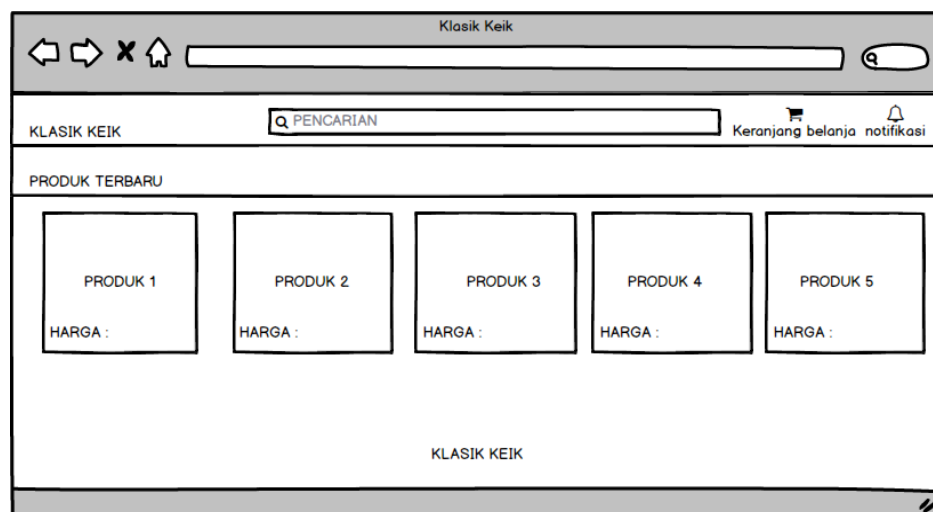 Klasik Keik
KLASIK KEIK
PENCARIAN
Keranjang belanja
notifikasi
PRODUK TERBARU
PRODUK 1
HARGA :
PRODUK 2
HARGA :
PRODUK 3
HARGA :
PRODUK 4
HARGA :
PRODUK 5
HARGA :
KLASIK KEIK